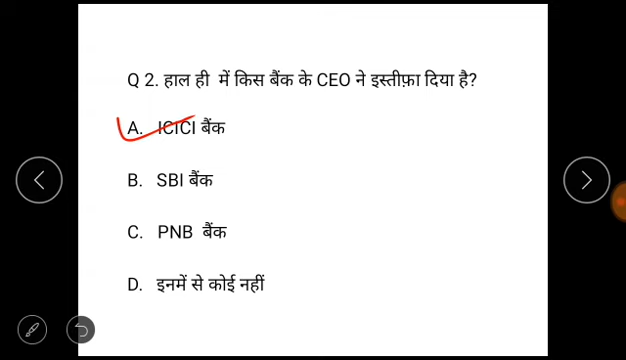 Q 2. हाल ही में किस बैंक के CEO ने इस्तीफ़ा दिया है?
A. ICICI बैंक
B. SBI बैंक
C. PNB बैंक
D. इनमें से कोई नहीं